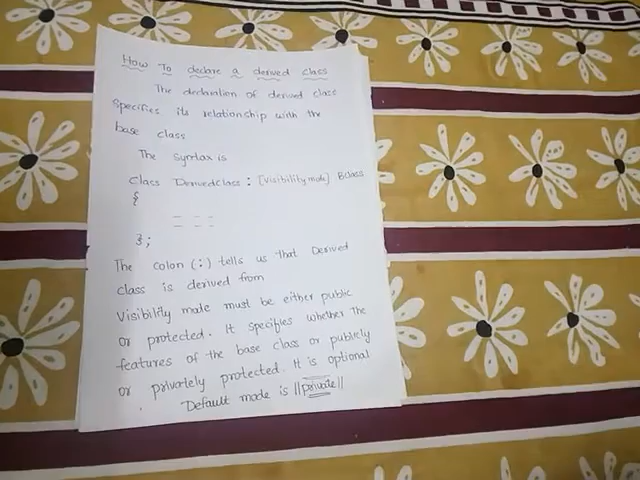 How To declare a derived class
The declaration of derived class
Specifies its relationship with the
base class
The syntax is
class DerivedClass : [visibility mode] Bclass
{
--- --- ---
};
The colon (:) tells us that Derived
class is derived from
Visibility mode must be either public
or protected. It specifies whether the
features of the base class or publicly
or privately protected. It is optional
Default mode is ||private||